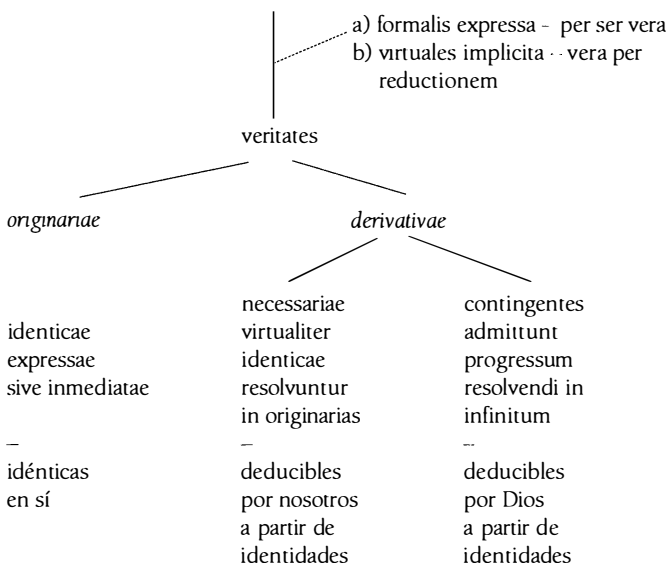 a) formalis expressa - per ser vera
b) virtuales implicita - - vera per
reductionem
veritates
originariae
derivativae
identicae
expressae
sive inmediatae
necessariae
virtualiter
identicae
resolvuntur
in originarias
contingentes
admittunt
progressum
resolvendi in
infinitum
idénticas
en sí
deducibles
por nosotros
a partir de
identidades
deducibles
por Dios
a partir de
identidades